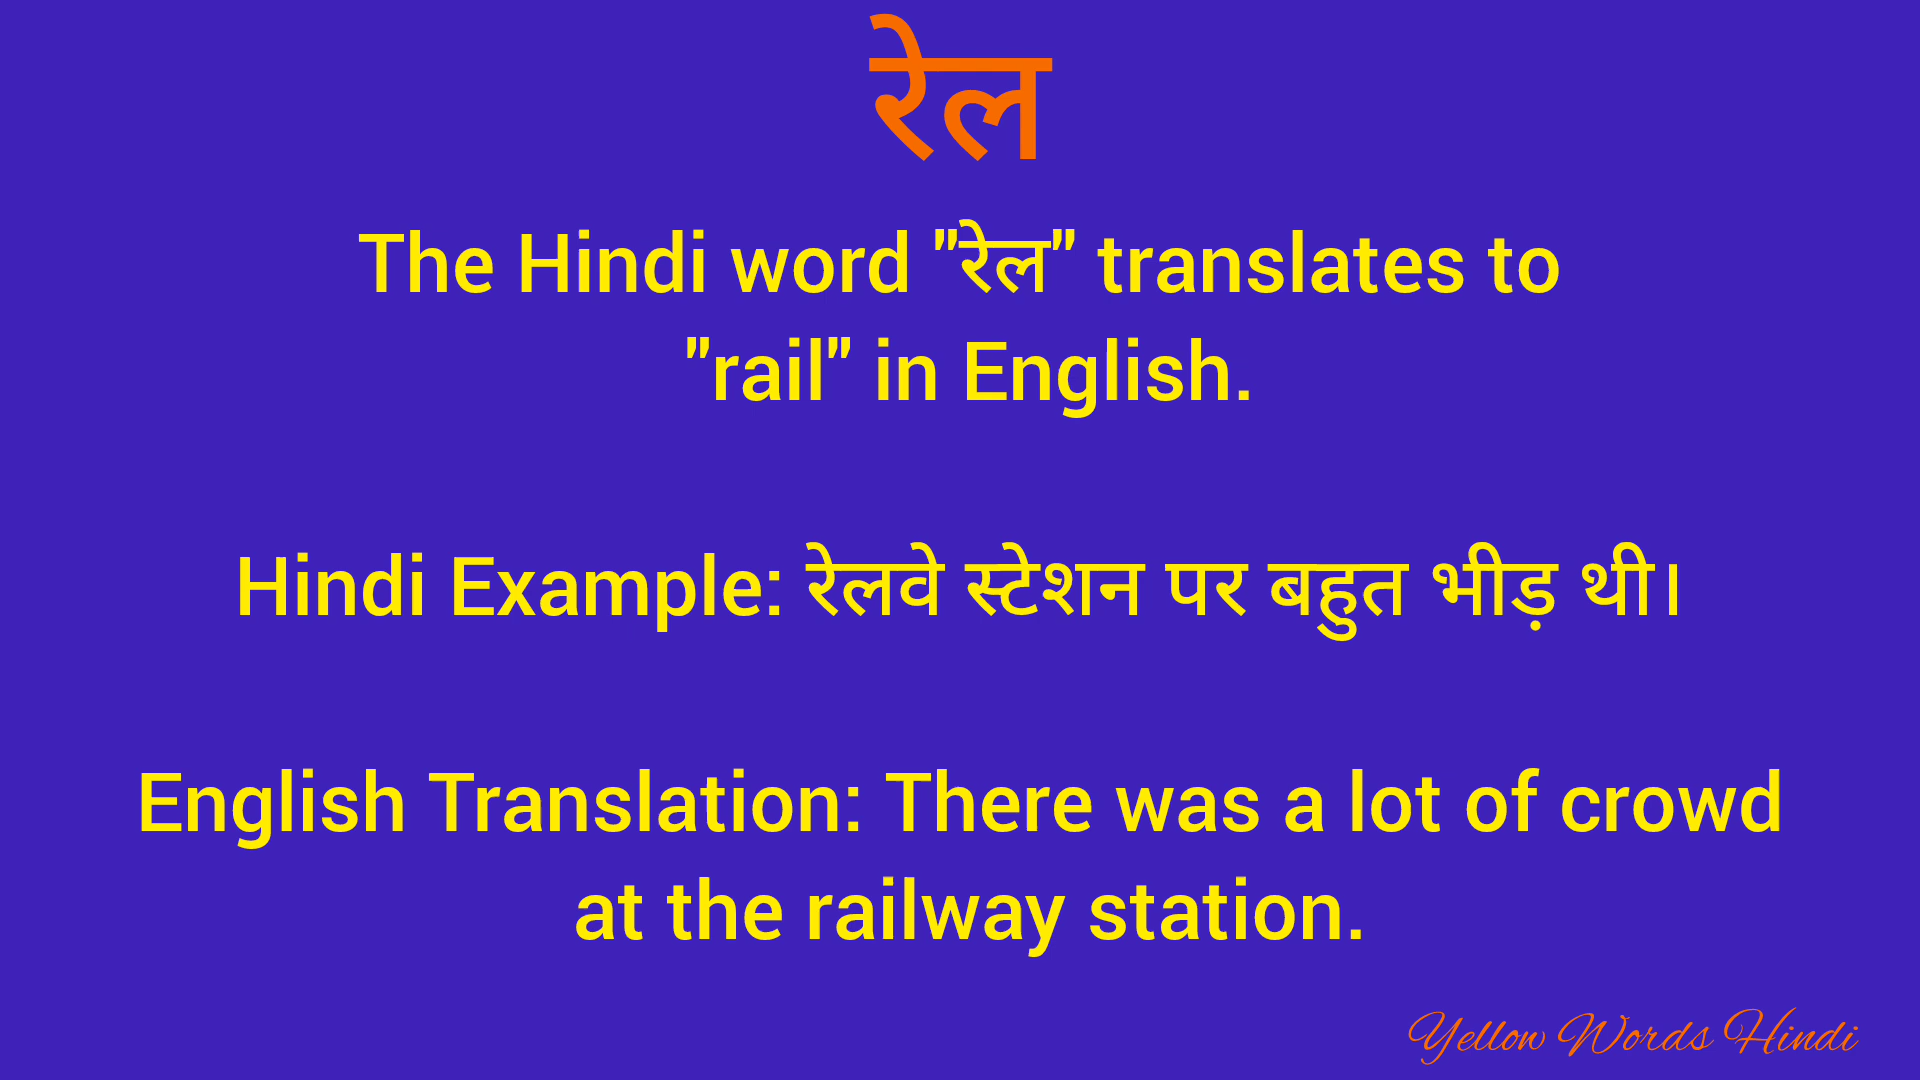 रेल
The Hindi word "रेल" translates to
"rail" in English.
Hindi Example: रेलवे स्टेशन पर बहुत भीड़ थी।
English Translation: There was a lot of crowd
at the railway station.
Yellow Words Hindi